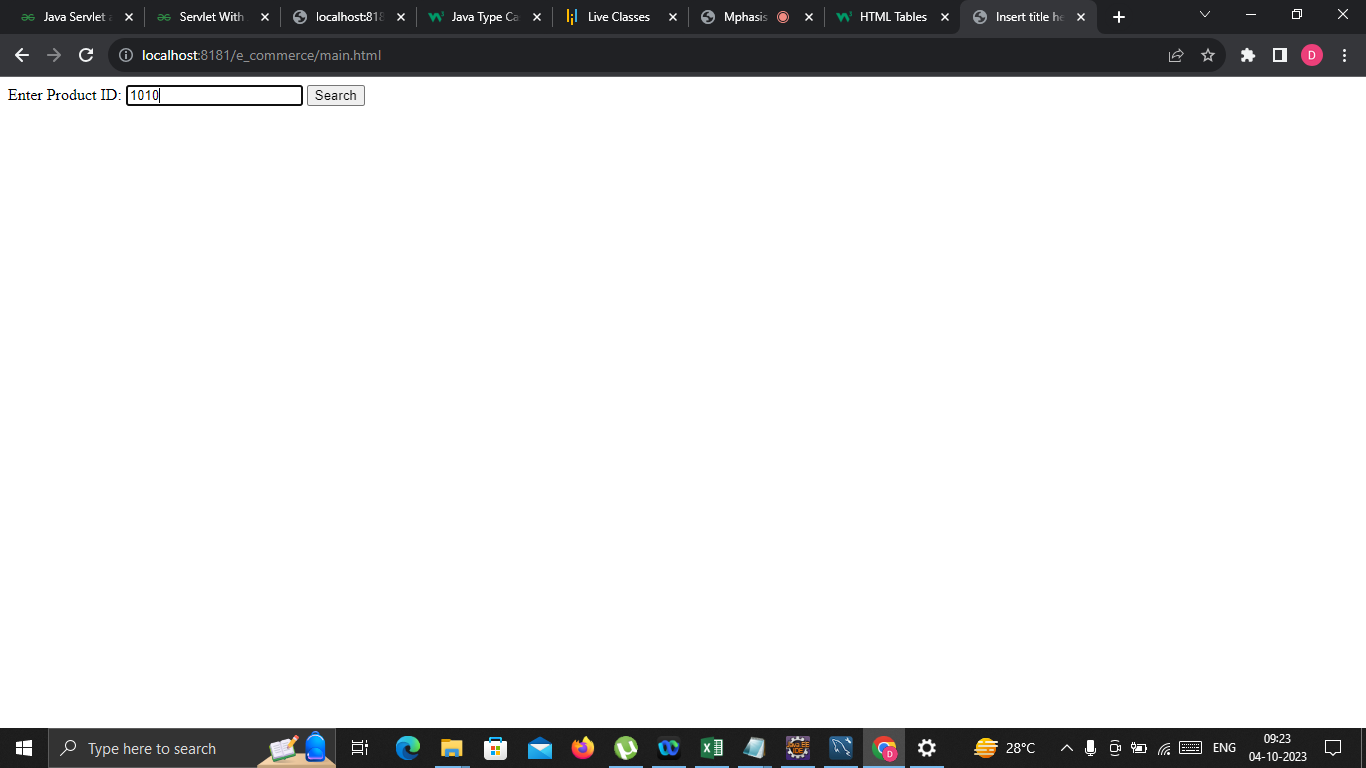 Java Servlet a
Servlet With
localhost:818
Java Type Ca
Live Classes
Mphasis
HTML Tables
Insert title he
localhost:8181/e_commerce/main.html
D
Enter Product ID: 1010 Search
Type here to search
D
28°C
ENG
09:23
04-10-2023